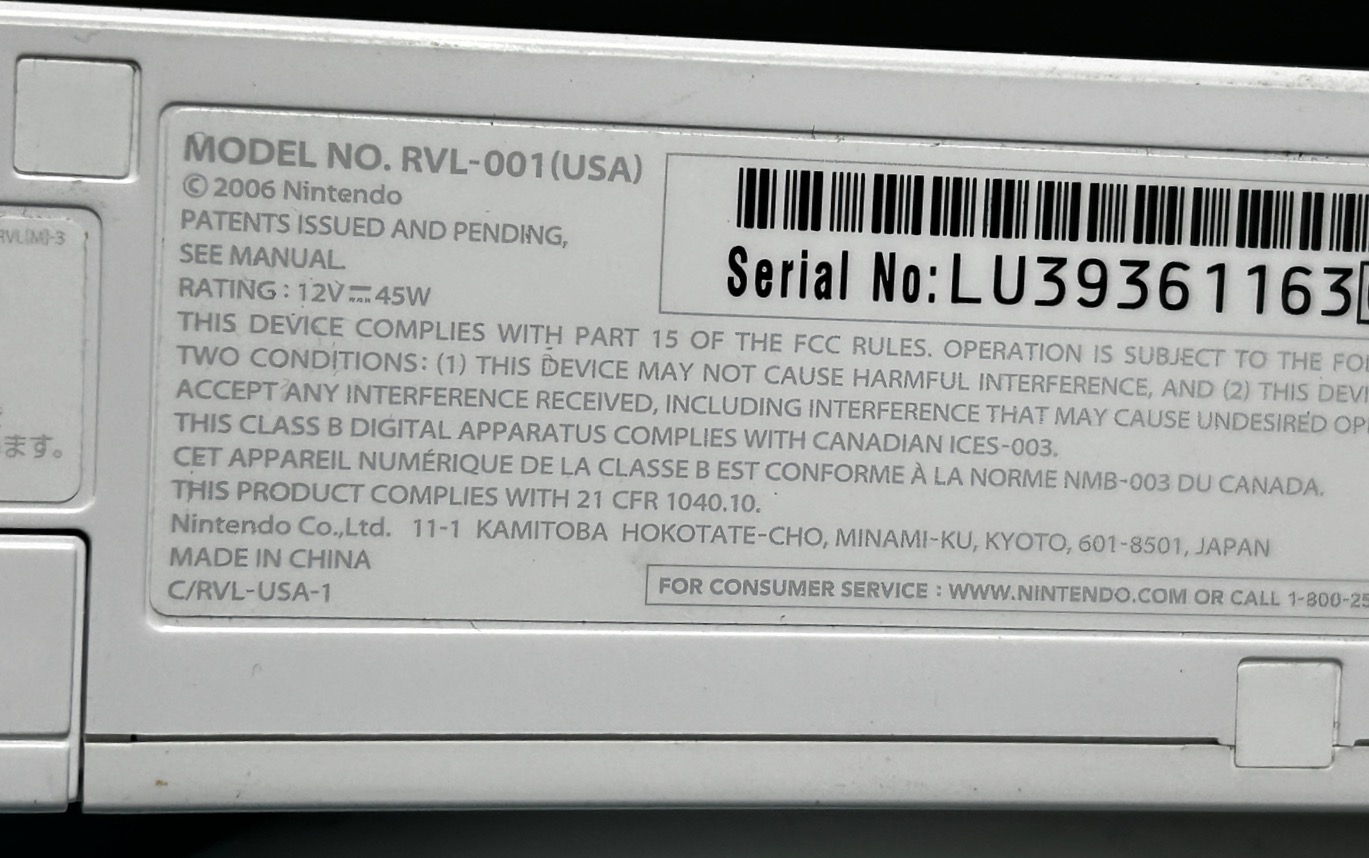 MODEL NO. RVL-001(USA)
© 2006 Nintendo
PATENTS ISSUED AND PENDING,
SEE MANUAL.
RATING : 12V⎓45W
Serial No:LU39361163
THIS DEVICE COMPLIES WITH PART 15 OF THE FCC RULES. OPERATION IS SUBJECT TO THE
TWO CONDITIONS: (1) THIS DEVICE MAY NOT CAUSE HARMFUL INTERFERENCE, AND (2) THIS
ACCEPT ANY INTERFERENCE RECEIVED, INCLUDING INTERFERENCE THAT MAY CAUSE UNDESIRED
THIS CLASS B DIGITAL APPARATUS COMPLIES WITH CANADIAN ICES-003.
CET APPAREIL NUMÉRIQUE DE LA CLASSE B EST CONFORME À LA NORME NMB-003 DU CANADA.
THIS PRODUCT COMPLIES WITH 21 CFR 1040.10.
Nintendo Co.,Ltd. 11-1 KAMITOBA HOKOTATE-CHO, MINAMI-KU, KYOTO, 601-8501, JAPAN
MADE IN CHINA
C/RVL-USA-1
FOR CONSUMER SERVICE : WWW.NINTENDO.COM OR CALL 1-800-25
RVL(M)-3
ます。